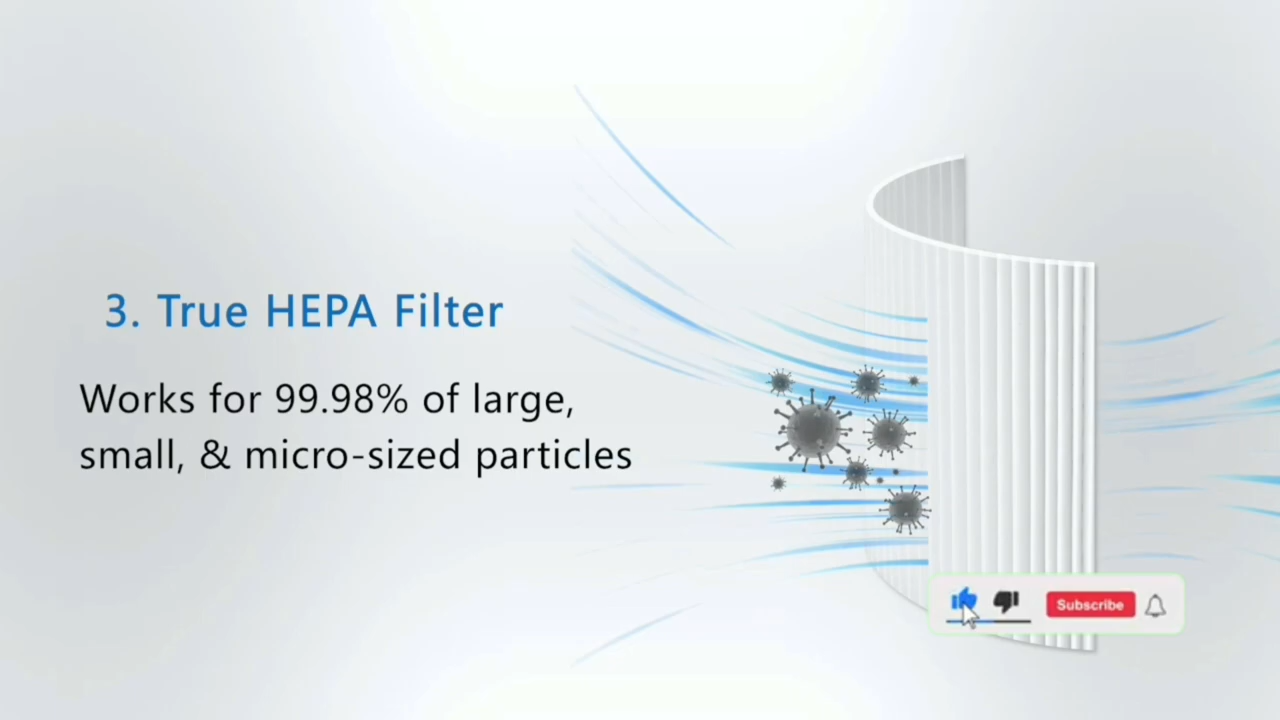 3. True HEPA Filter
Works for 99.98% of large,
small, & micro-sized particles
Subscribe